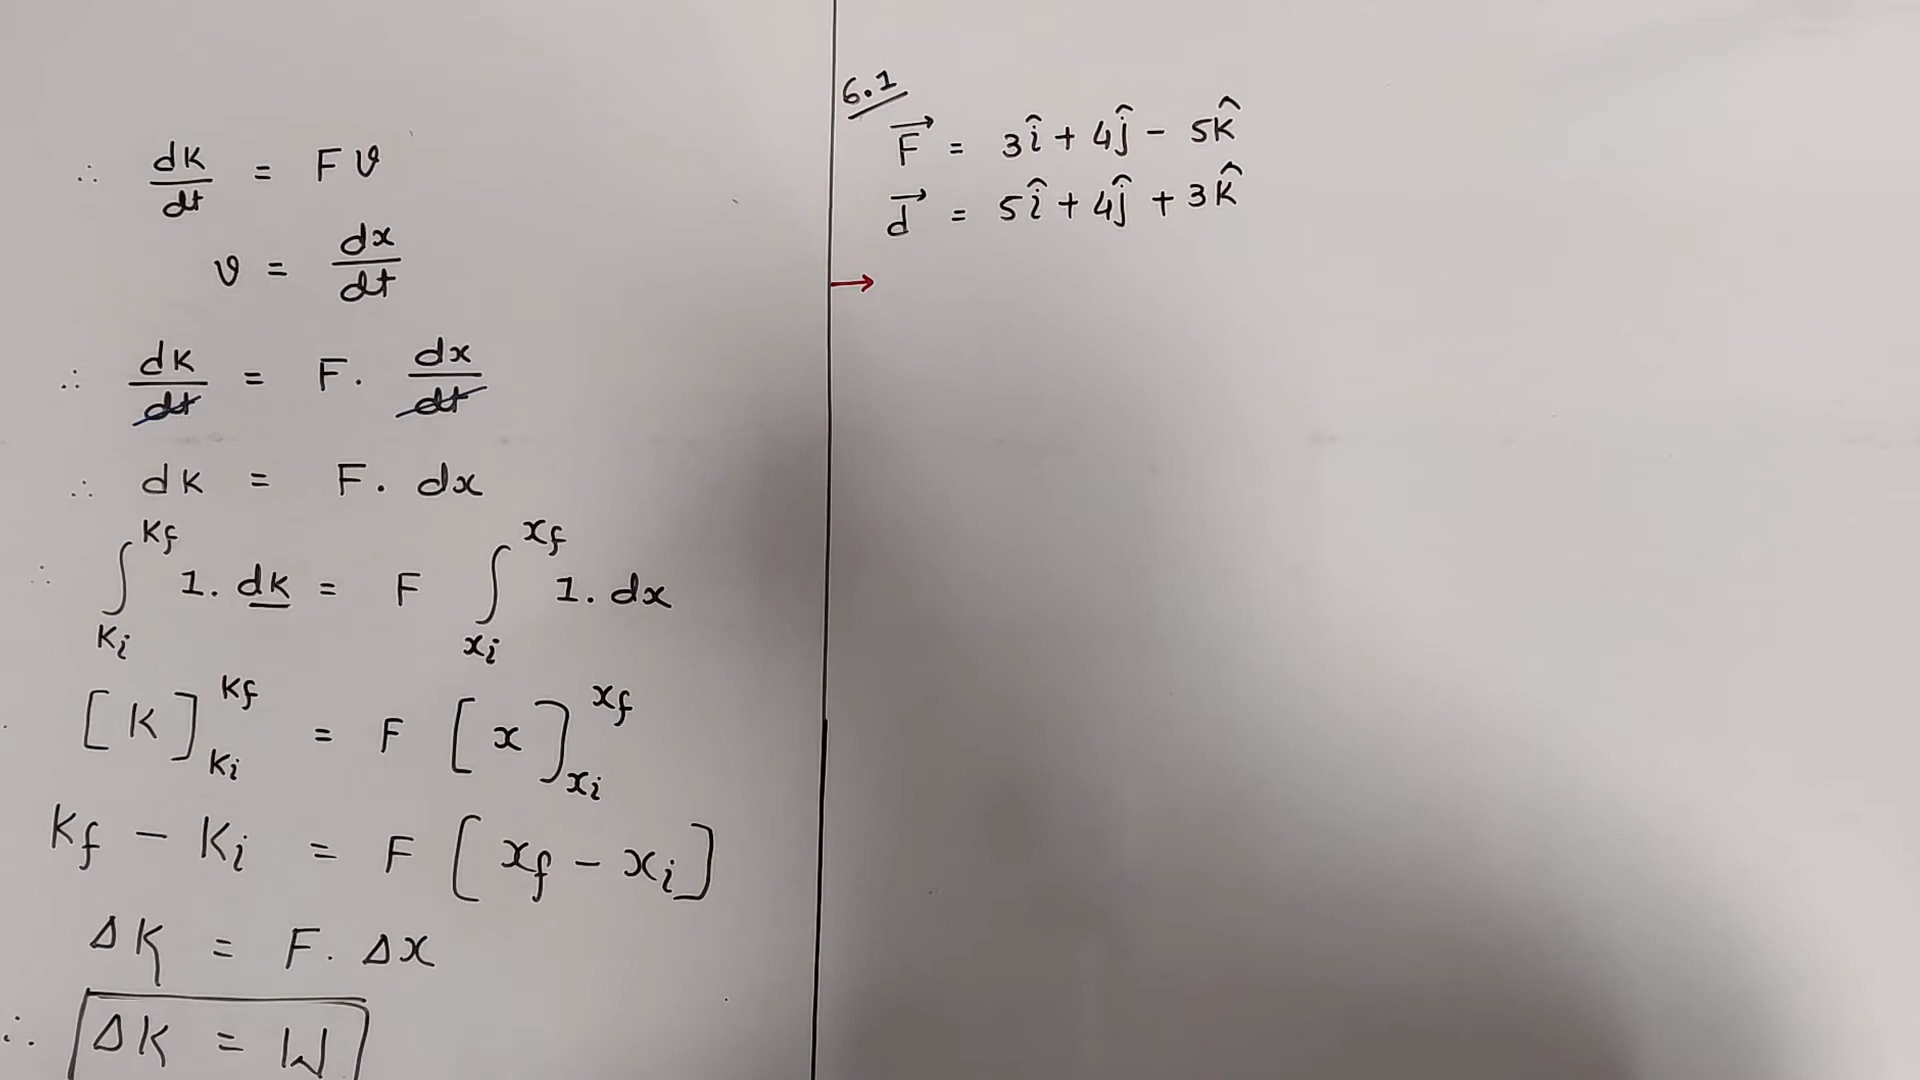 ∴ dK/dt = F v
v = dx/dt
∴ dK/dt = F. dx/dt
∴ dK = F. dx
∴ ∫_{Ki}^{Kf} 1. dK = F ∫_{xi}^{xf} 1. dx
[K]_{Ki}^{Kf} = F [x]_{xi}^{xf}
Kf - Ki = F [xf - xi]
ΔK = F. Δx
∴ ΔK = W
6.1
F⃗ = 3î + 4ĵ - 5k̂
d⃗ = 5î + 4ĵ + 3k̂
→